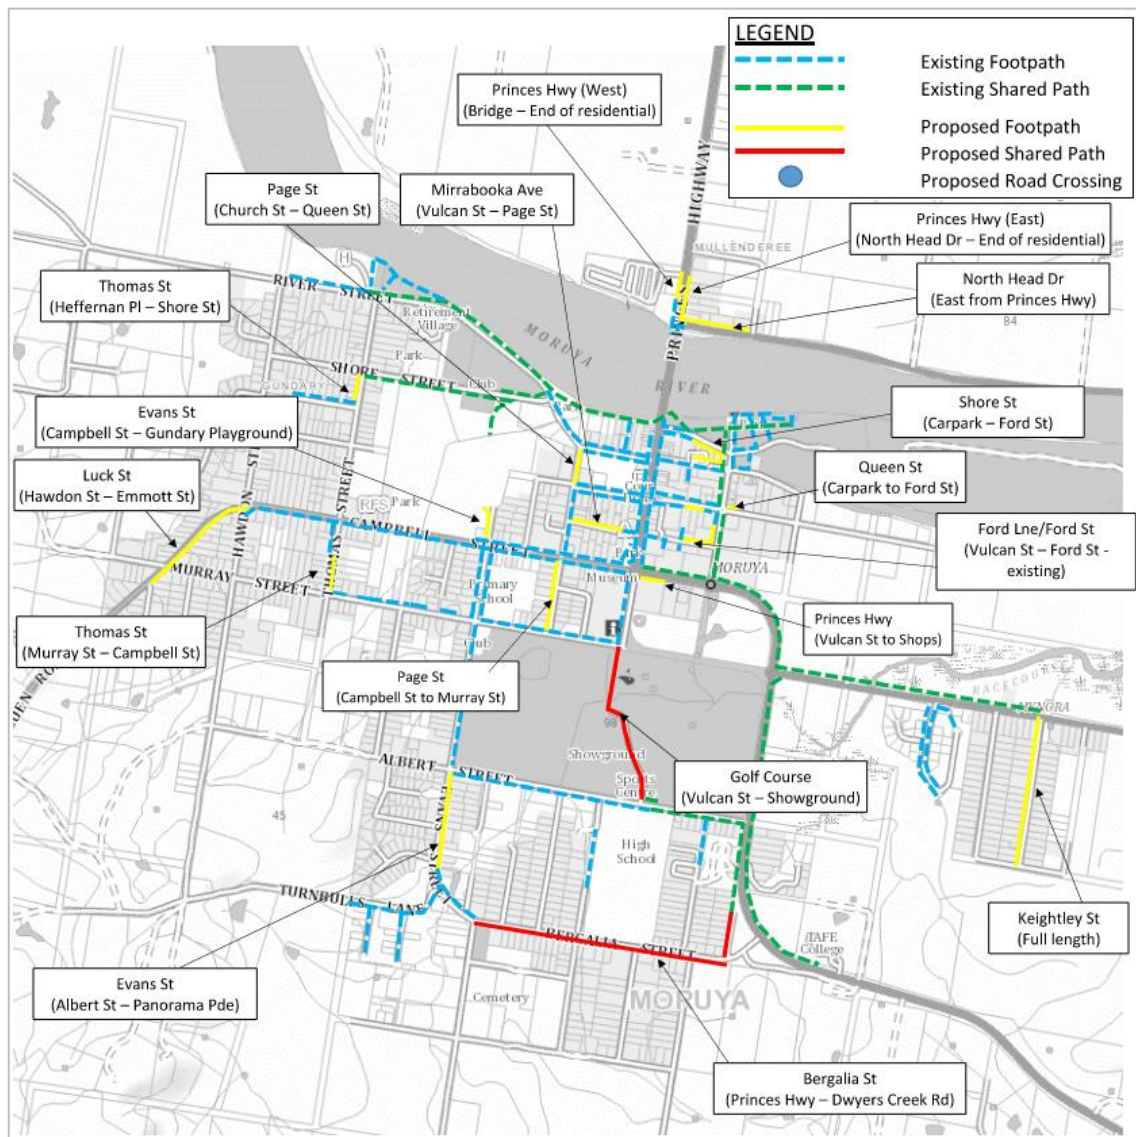 LEGEND
Existing Footpath
Existing Shared Path
Proposed Footpath
Proposed Shared Path
Proposed Road Crossing
Princes Hwy (West)
(Bridge – End of residential)
Page St
(Church St – Queen St)
Mirrabooka Ave
(Vulcan St – Page St)
Princes Hwy (East)
(North Head Dr – End of residential)
North Head Dr
(East from Princes Hwy)
Thomas St
(Heffernan Pl – Shore St)
Evans St
(Campbell St – Gundary Playground)
Shore St
(Carpark – Ford St)
Luck St
(Hawdon St – Emmott St)
Queen St
(Carpark to Ford St)
Ford Lne/Ford St
(Vulcan St – Ford St -
existing)
Thomas St
(Murray St – Campbell St)
Page St
(Campbell St to Murray St)
Princes Hwy
(Vulcan St to Shops)
Golf Course
(Vulcan St – Showground)
Keightley St
(Full length)
Evans St
(Albert St – Panorama Pde)
Bergalia St
(Princes Hwy – Dwyers Creek Rd)
HIGHWAY
PRINCES
MULLENDEREE
84
H
RIVER STREET
Retirement
Village
MORUYA
RIVER
Park
SHORE STREET
Club
GUNDARY
HAWDON ST
THOMAS STREET
RFS
Park
CAMPBELL STREET
MURRAY STREET
Primary
School
Museum
Park
MORUYA
i
Club
RACECOURSE
MYNORA
98
Showground
Sports
Centre
ALBERT STREET
45
EVANS STREET
High
School
TURNBULLS LANE
BERGALIA STREET
TAFE
College
Cemetery
MORUYA